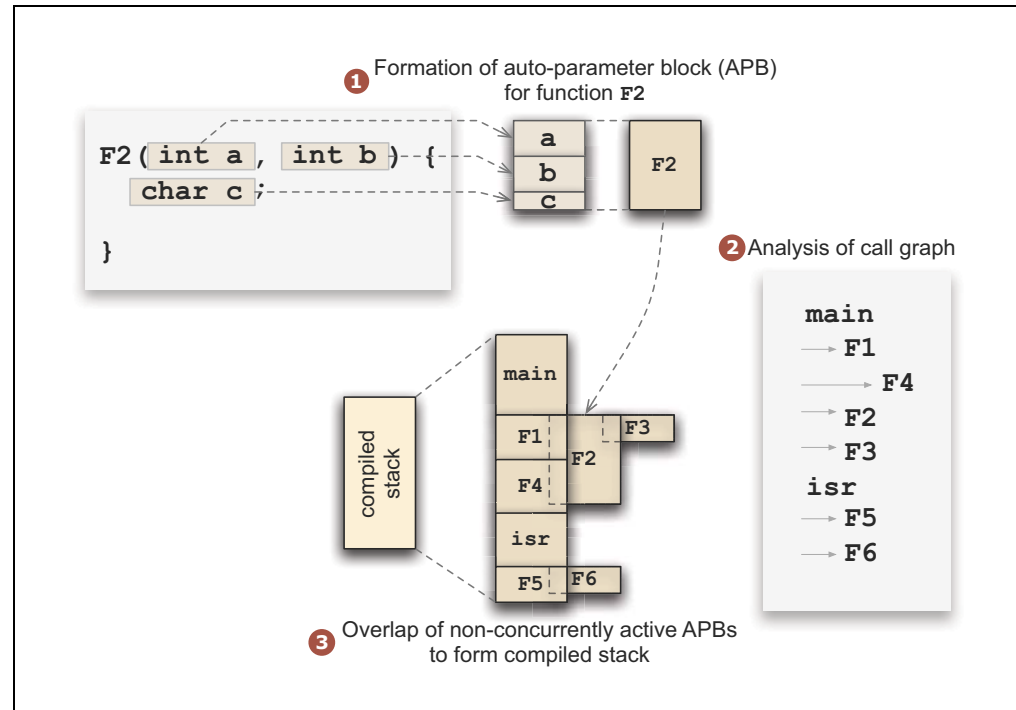 1 Formation of auto-parameter block (APB)
for function F2
F2(int a, int b) {
char c;
}
a
b
c
F2
2 Analysis of call graph
main
F1
F4
F2
F3
isr
F5
F6
compiled
stack
main
F1
F2
F3
F4
isr
F5
F6
3 Overlap of non-concurrently active APBs
to form compiled stack